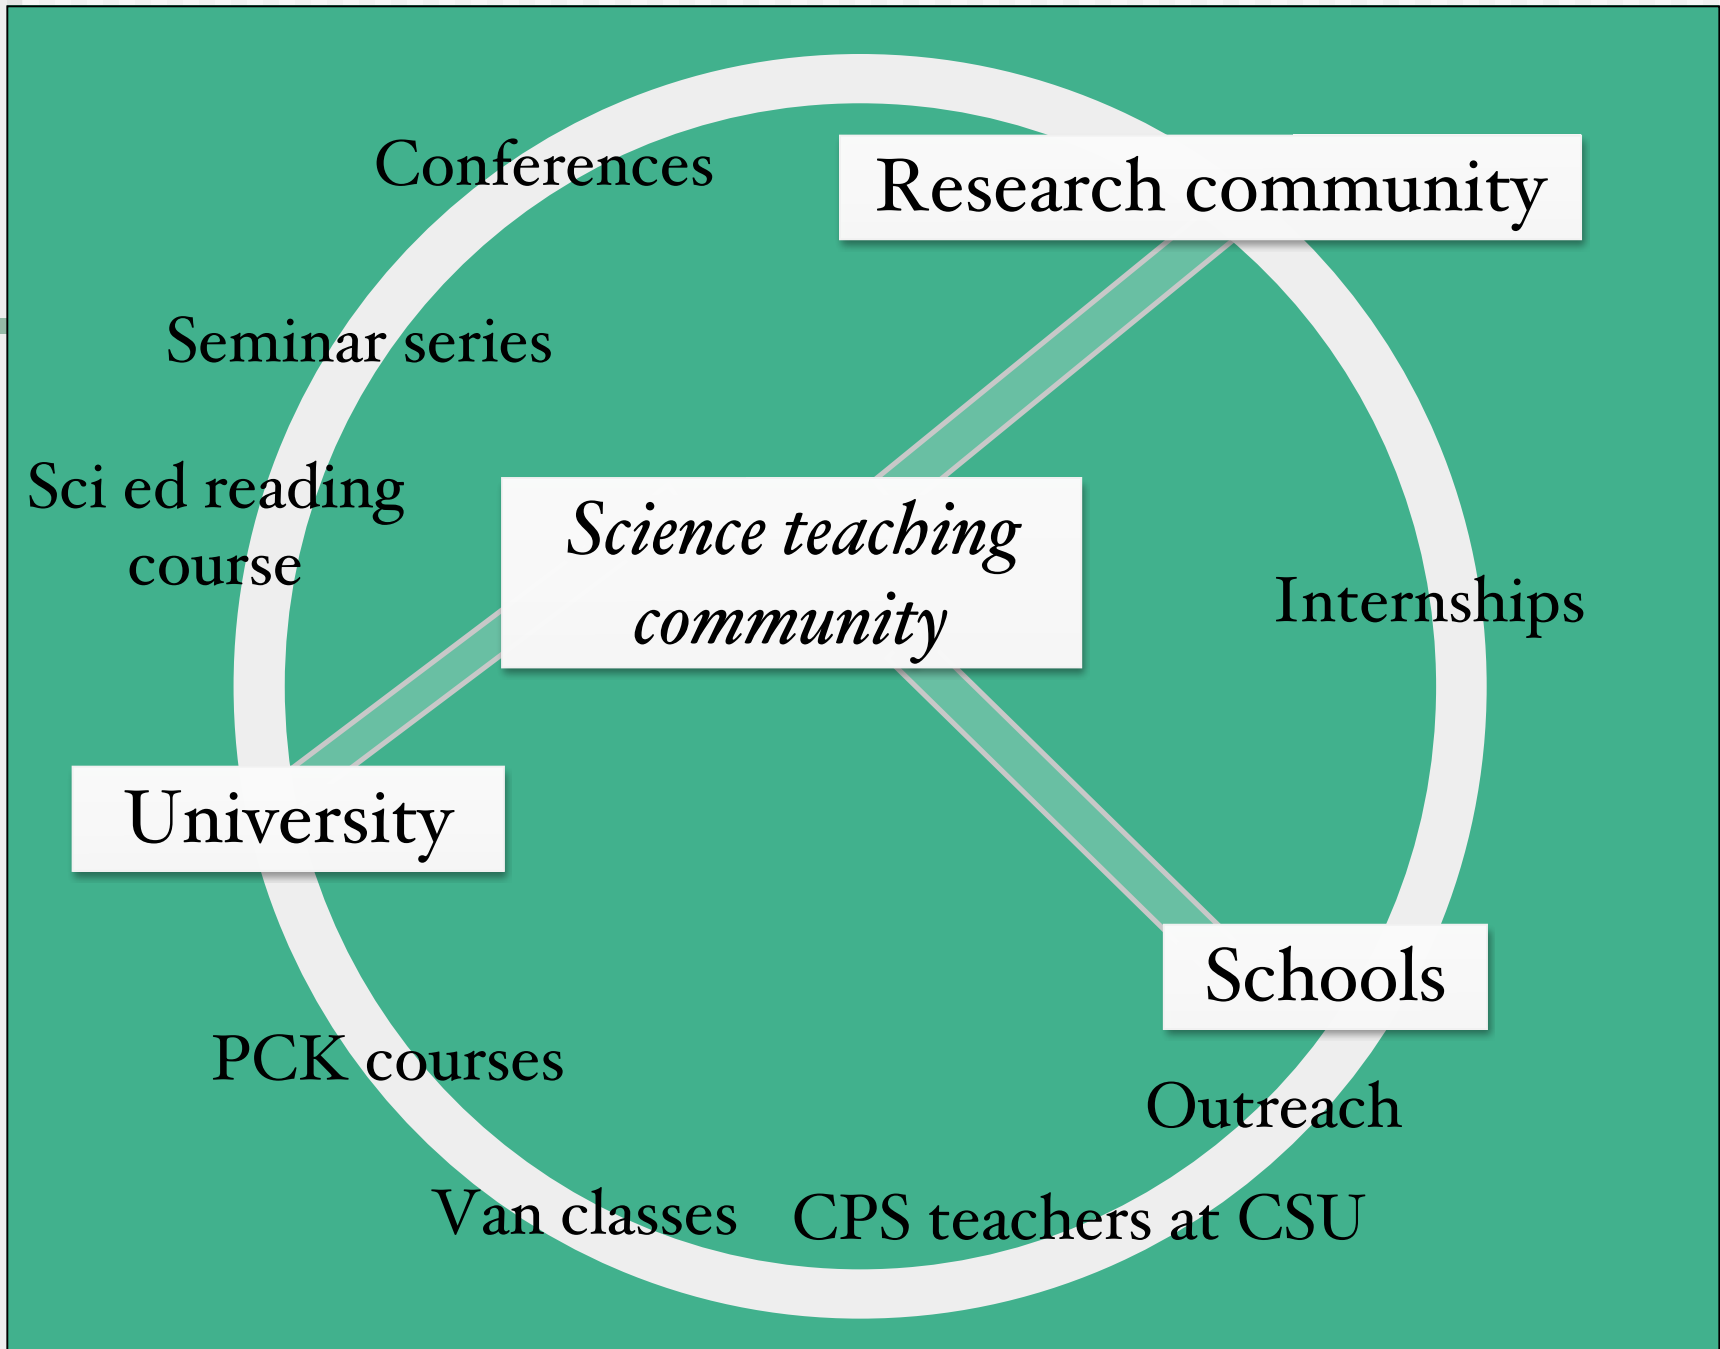 Conferences
Research community
Seminar series
Sci ed reading
course
Science teaching
community
Internships
University
Schools
PCK courses
Outreach
Van classes
CPS teachers at CSU